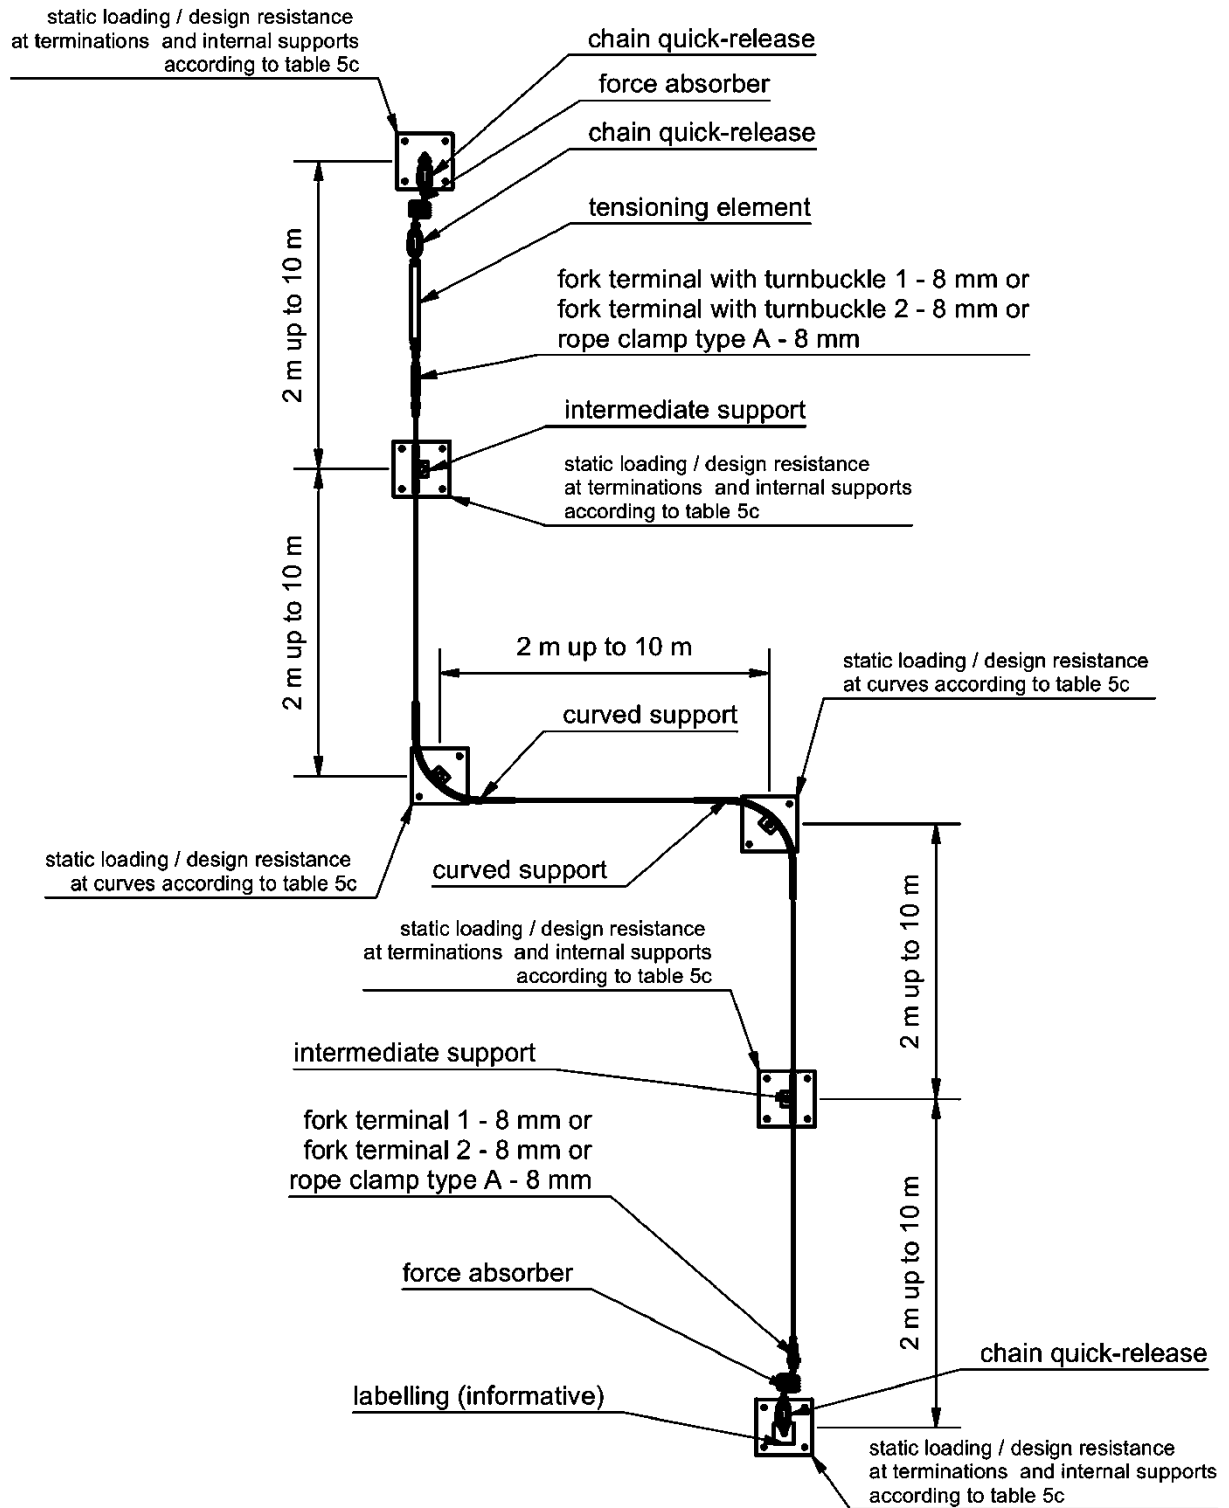 static loading / design resistance
at terminations and internal supports
according to table 5c
chain quick-release
force absorber
chain quick-release
tensioning element
2 m up to 10 m
fork terminal with turnbuckle 1 - 8 mm or
fork terminal with turnbuckle 2 - 8 mm or
rope clamp type A - 8 mm
intermediate support
static loading / design resistance
at terminations and internal supports
according to table 5c
2 m up to 10 m
2 m up to 10 m
static loading / design resistance
at curves according to table 5c
curved support
static loading / design resistance
at curves according to table 5c
curved support
static loading / design resistance
at terminations and internal supports
according to table 5c
2 m up to 10 m
intermediate support
fork terminal 1 - 8 mm or
fork terminal 2 - 8 mm or
rope clamp type A - 8 mm
2 m up to 10 m
force absorber
chain quick-release
labelling (informative)
static loading / design resistance
at terminations and internal supports
according to table 5c